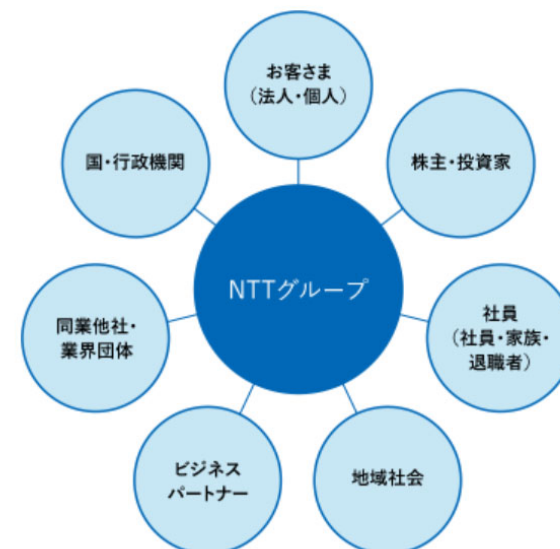 お客さま
（法人・個人）
国・行政機関
株主・投資家
NTTグループ
同業他社・
業界団体
社員
（社員・家族・
退職者）
ビジネス
パートナー
地域社会